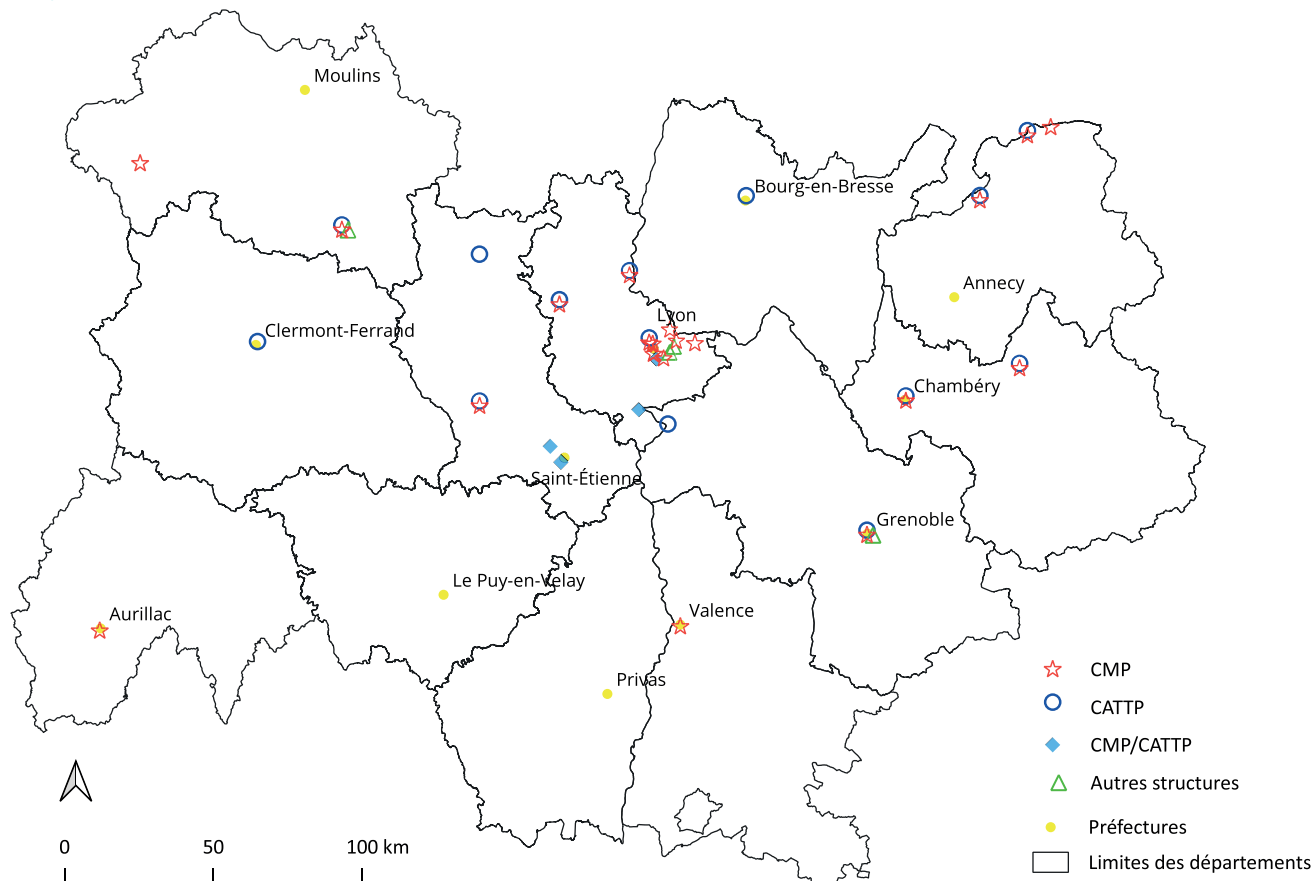 Moulins
Bourg-en-Bresse
Annecy
Lyon
Clermont-Ferrand
Chambéry
Saint-Étienne
Grenoble
Le Puy-en-Velay
Aurillac
Valence
Privas
CMP
CATTP
CMP/CATTP
Autres structures
Préfectures
Limites des départements
0 50 100 km